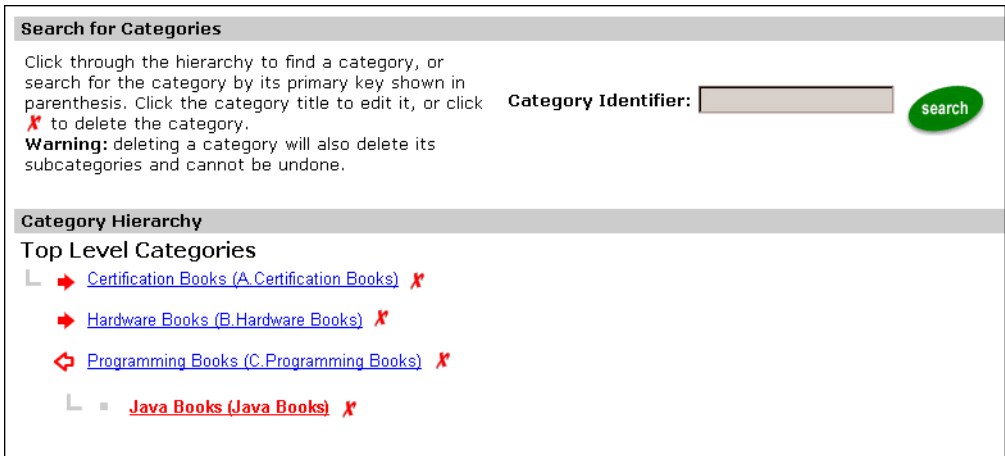 Search for Categories
Click through the hierarchy to find a category, or
search for the category by its primary key shown in
parenthesis. Click the category title to edit it, or click
to delete the category.
Warning: deleting a category will also delete its
subcategories and cannot be undone.
Category Identifier:
search
Category Hierarchy
Top Level Categories
Certification Books (A.Certification Books)
Hardware Books (B.Hardware Books)
Programming Books (C.Programming Books)
Java Books (Java Books)